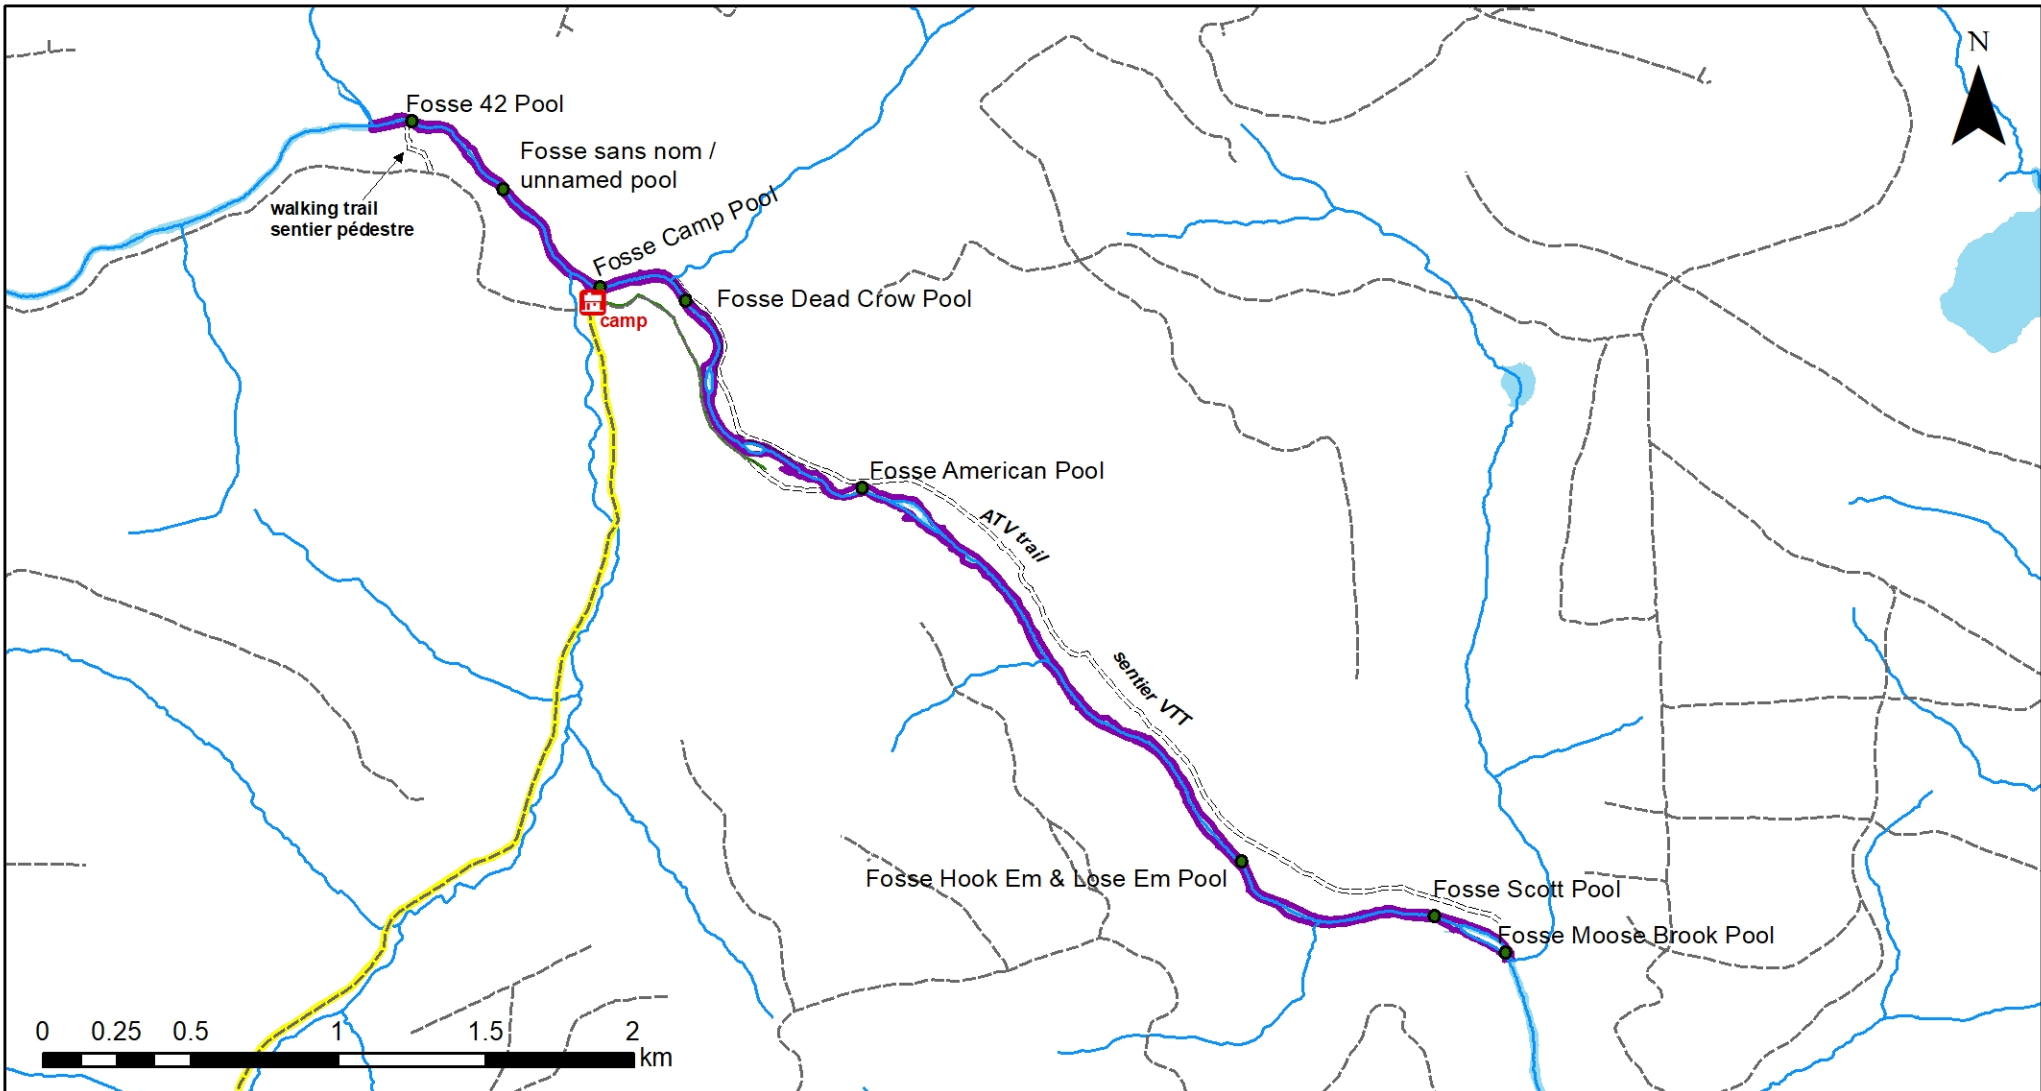 N
Fosse 42 Pool
Fosse sans nom /
unnamed pool
walking trail
sentier pédestre
Fosse Camp Pool
Fosse Dead Crow Pool
camp
Fosse American Pool
ATV trail
sentier VTT
Fosse Hook Em & Lose Em Pool
Fosse Scott Pool
Fosse Moose Brook Pool
0 0.25 0.5 1 1.5 2
km